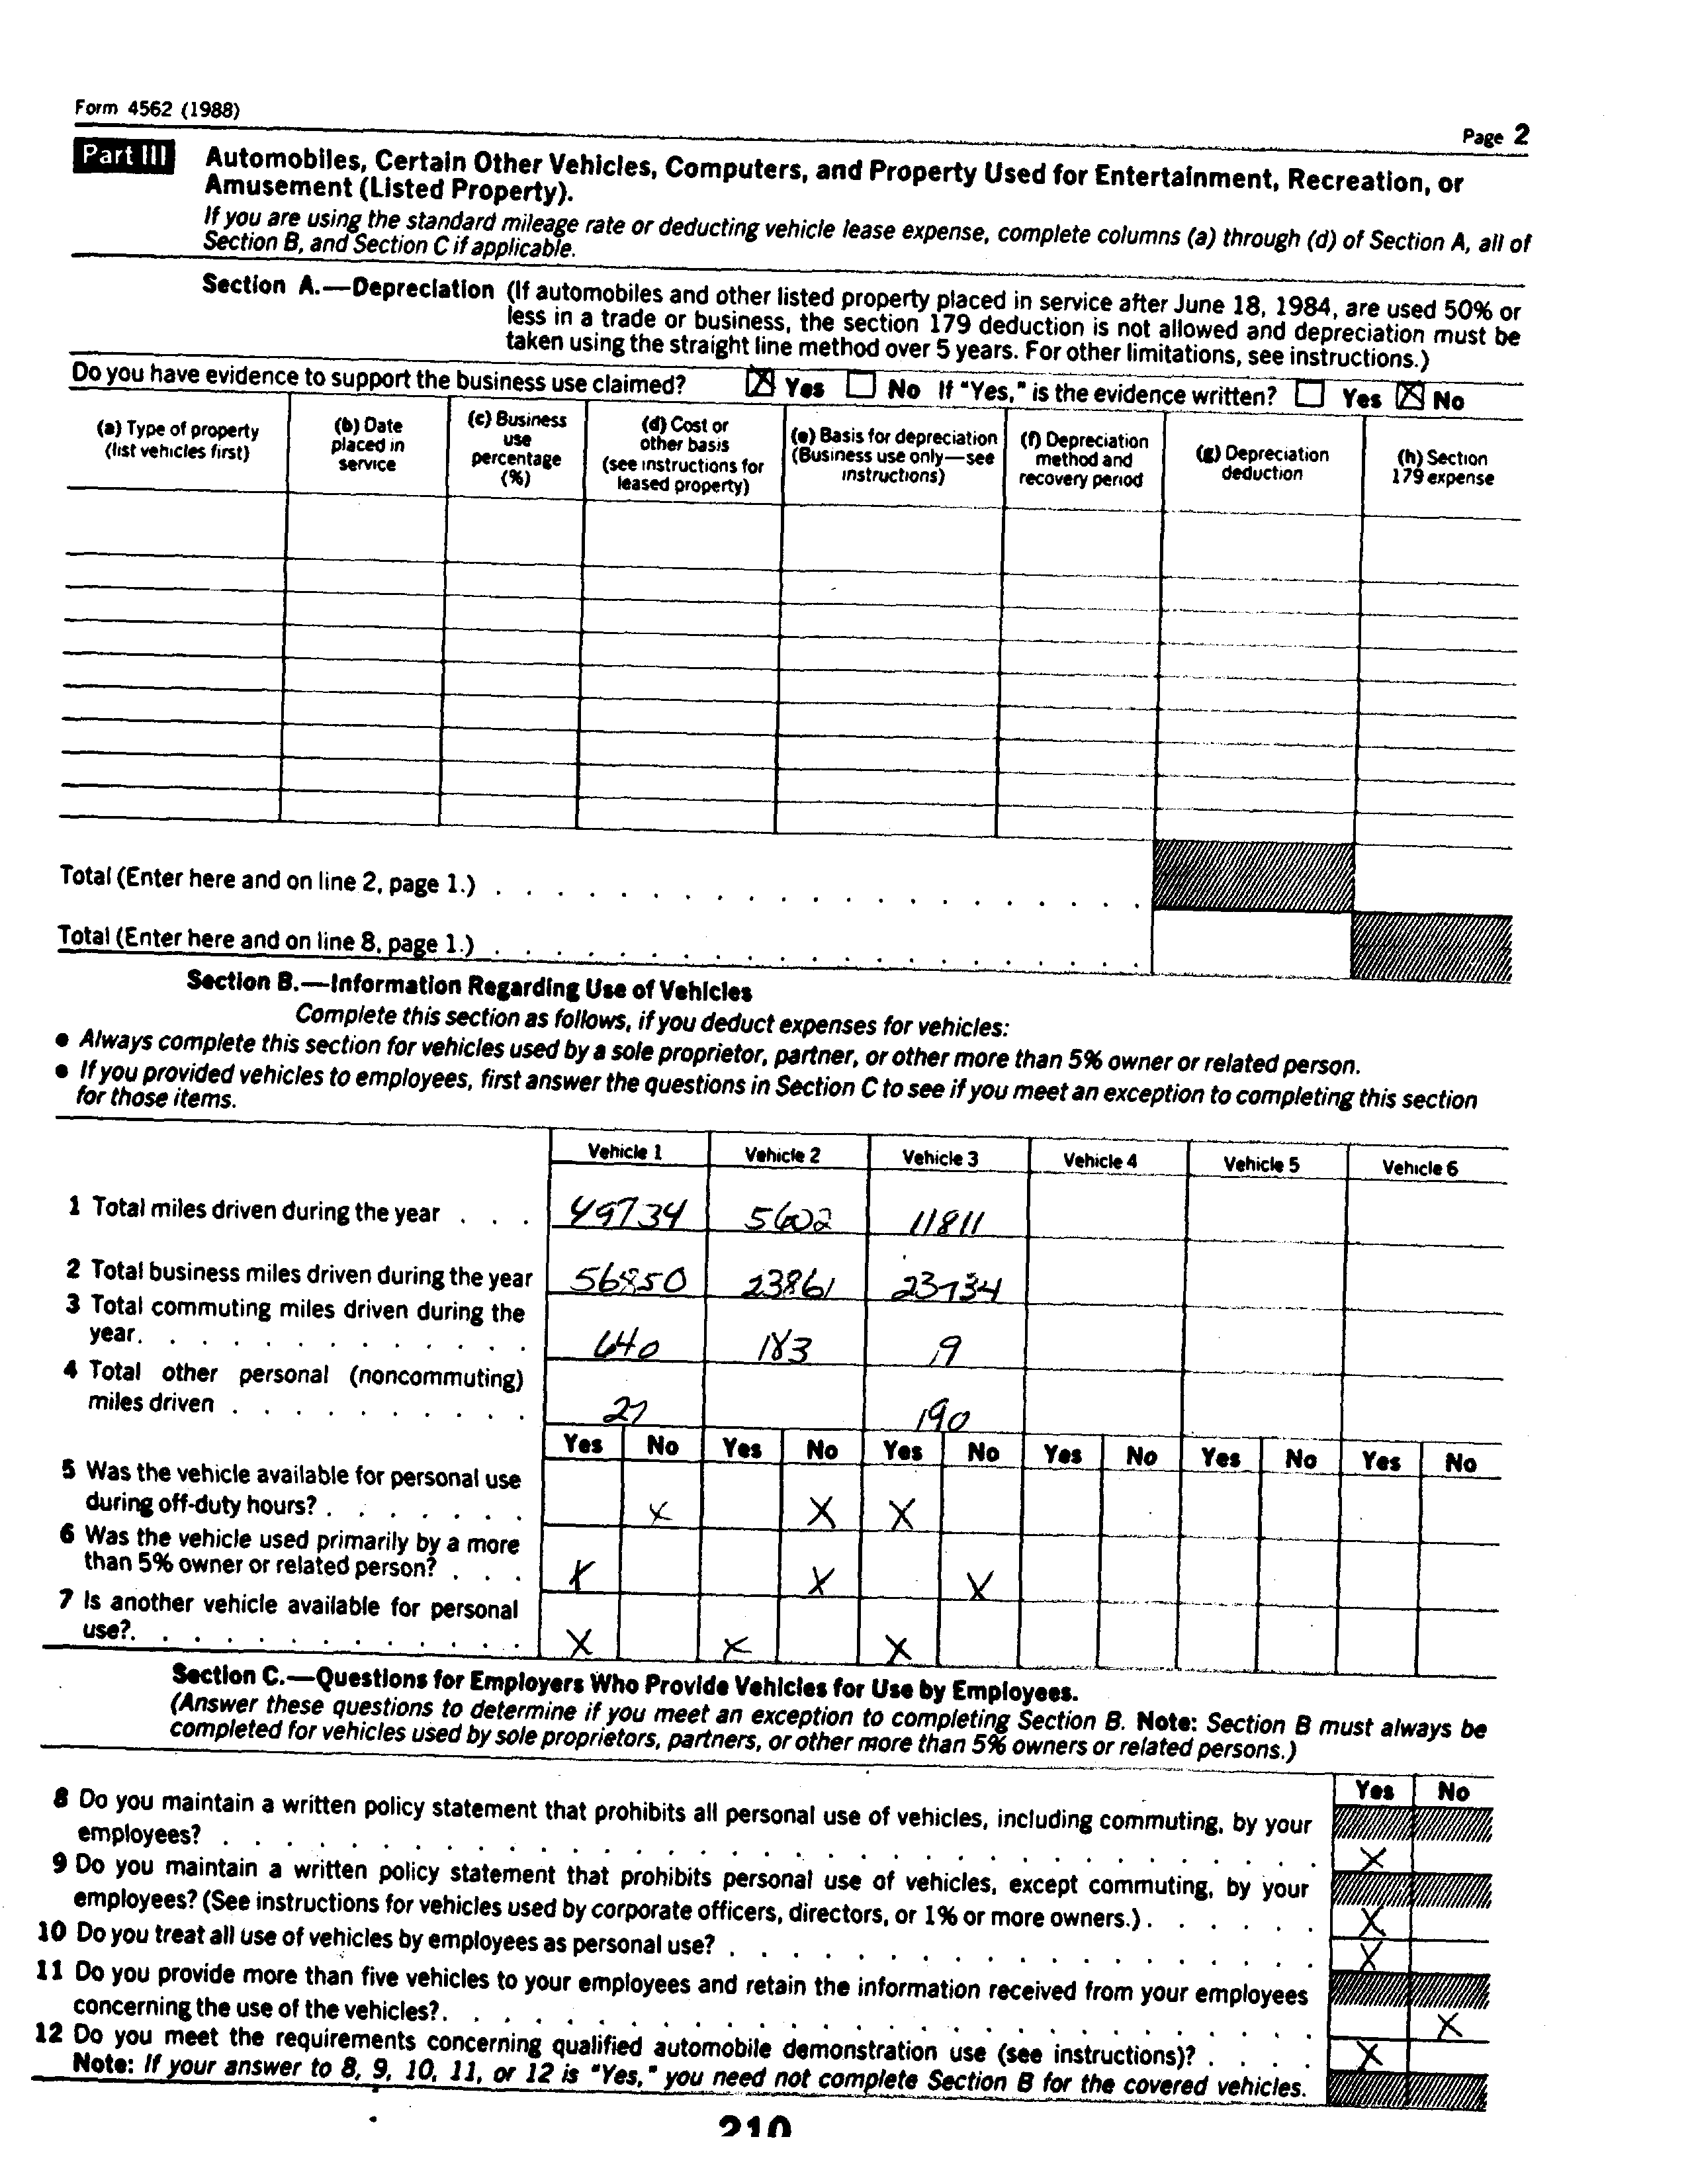 Form 4562 (1988)
Page 2
Part III Automobiles, Certain Other Vehicles, Computers, and Property Used for Entertainment, Recreation, or
Amusement (Listed Property).
If you are using the standard mileage rate or deducting vehicle lease expense, complete columns (a) through (d) of Section A, all of
Section B, and Section C if applicable.
Section A.—Depreciation (If automobiles and other listed property placed in service after June 18, 1984, are used 50% or
less in a trade or business, the section 179 deduction is not allowed and depreciation must be
taken using the straight line method over 5 years. For other limitations, see instructions.)
Do you have evidence to support the business use claimed? ☒ Yes ☐ No If "Yes," is the evidence written? ☐ Yes ☒ No
(a) Type of property
(list vehicles first)
(b) Date
placed in
service
(c) Business
use
percentage
(%)
(d) Cost or
other basis
(see instructions for
leased property)
(e) Basis for depreciation
(Business use only—see
instructions)
(f) Depreciation
method and
recovery period
(g) Depreciation
deduction
(h) Section
179 expense
Total (Enter here and on line 2, page 1.) . . . . . . . . . . . . . . . . . . . . .
Total (Enter here and on line 8, page 1.) . . . . . . . . . . . . . . . . . . . . .
Section B.—Information Regarding Use of Vehicles
Complete this section as follows, if you deduct expenses for vehicles:
● Always complete this section for vehicles used by a sole proprietor, partner, or other more than 5% owner or related person.
● If you provided vehicles to employees, first answer the questions in Section C to see if you meet an exception to completing this section
for those items.
Vehicle 1 Vehicle 2 Vehicle 3 Vehicle 4 Vehicle 5 Vehicle 6
1 Total miles driven during the year . . . 49734 5602 11811
2 Total business miles driven during the year 56850 23861 23734
3 Total commuting miles driven during the
year. . . . . . . . . . . . . 640 183 19
4 Total other personal (noncommuting)
miles driven . . . . . . . . . . 27 190
Yes No Yes No Yes No Yes No Yes No Yes No
5 Was the vehicle available for personal use
during off-duty hours? . . . . . . . X X X
6 Was the vehicle used primarily by a more
than 5% owner or related person? . . . X X X
7 Is another vehicle available for personal
use?. . . . . . . . . . . . . X X X
Section C.—Questions for Employers Who Provide Vehicles for Use by Employees.
(Answer these questions to determine if you meet an exception to completing Section B. Note: Section B must always be
completed for vehicles used by sole proprietors, partners, or other more than 5% owners or related persons.)
Yes No
8 Do you maintain a written policy statement that prohibits all personal use of vehicles, including commuting, by your
employees? . . . . . . . . . . . . . . . . . . . . . . . . . . . . . . . . . . X
9 Do you maintain a written policy statement that prohibits personal use of vehicles, except commuting, by your
employees? (See instructions for vehicles used by corporate officers, directors, or 1% or more owners.) . . . . . . X
10 Do you treat all use of vehicles by employees as personal use? . . . . . . . . . . . . . . . . . . . X
11 Do you provide more than five vehicles to your employees and retain the information received from your employees
concerning the use of the vehicles?. . . . . . . . . . . . . . . . . . . . . . . . . . . . X
12 Do you meet the requirements concerning qualified automobile demonstration use (see instructions)? . . . . X
Note: If your answer to 8, 9, 10, 11, or 12 is "Yes," you need not complete Section B for the covered vehicles.
210